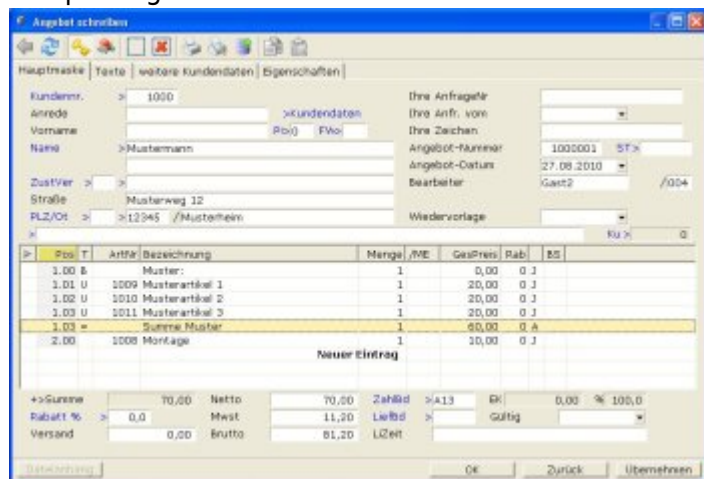 Angebot schreiben
Hauptmaske Texte weitere Kundendaten Eigenschaften
Kundennr. > 1000 Ihre AnfrageNr
Anrede >Kundendaten Ihre Anfr. vom
Vorname Ihre Zeichen
Name >Mustermann Angebot-Nummer 1000001 ST>
Angebot-Datum 27.08.2010
ZustVer > > Bearbeiter Gast2 /004
Straße Musterweg 12
PLZ/Ot > >12345 /Musterheim Wiedervorlage
> Ku > 0
> Pos T ArtNr Bezeichnung Menge /ME GesPreis Rab BS
1.00 B Muster: 1 0,00 0 J
1.01 U 1009 Musterartikel 1 1 20,00 0 J
1.02 U 1010 Musterartikel 2 1 20,00 0 J
1.03 U 1011 Musterartikel 3 1 20,00 0 J
1.03 = Summe Muster 1 60,00 0 A
2.00 1008 Montage 1 10,00 0 J
Neuer Eintrag
+>Summe 70,00 Netto 70,00 ZahlBd >A13 EK 0,00 % 100,0
Rabatt % > 0,0 Mwst 11,20 LiefBd > Gültig
Versand 0,00 Brutto 81,20 LiZeit
Dateianhang OK Zurück Übernehmen